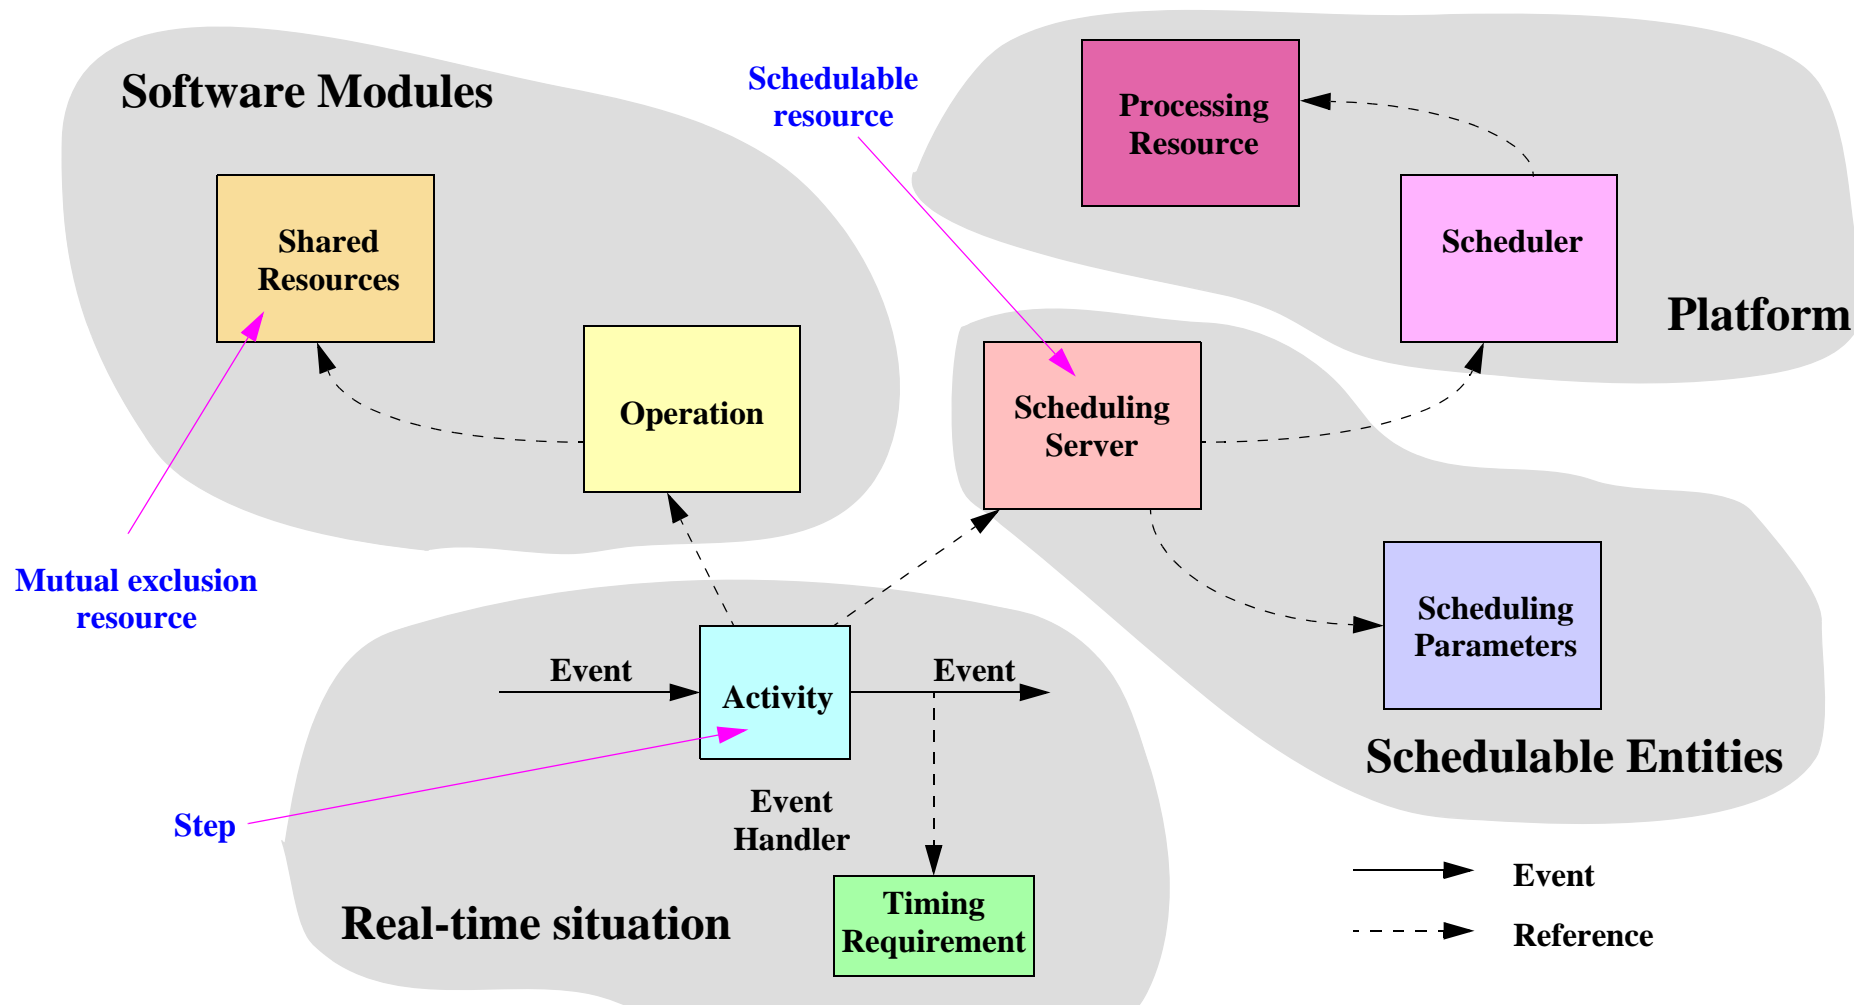 Software Modules
Schedulable
resource
Processing
Resource
Shared
Resources
Scheduler
Platform
Operation
Scheduling
Server
Mutual exclusion
resource
Scheduling
Parameters
Event
Event
Activity
Schedulable Entities
Step
Event
Handler
Timing
Requirement
Real-time situation
Event
Reference